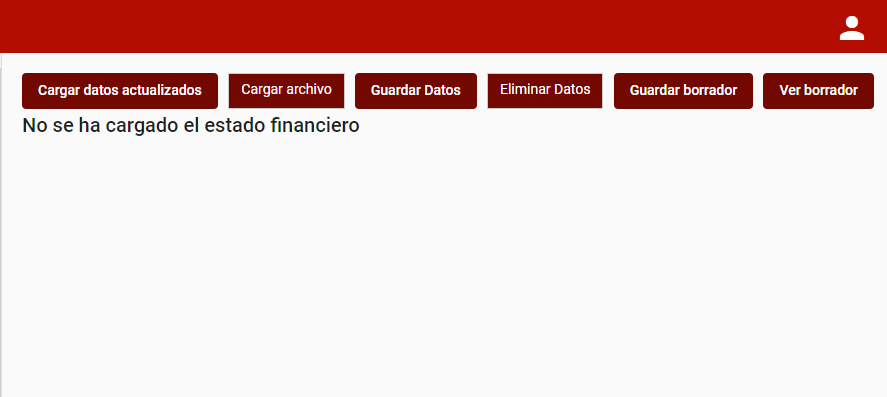 Cargar datos actualizados Cargar archivo Guardar Datos Eliminar Datos Guardar borrador Ver borrador
No se ha cargado el estado financiero